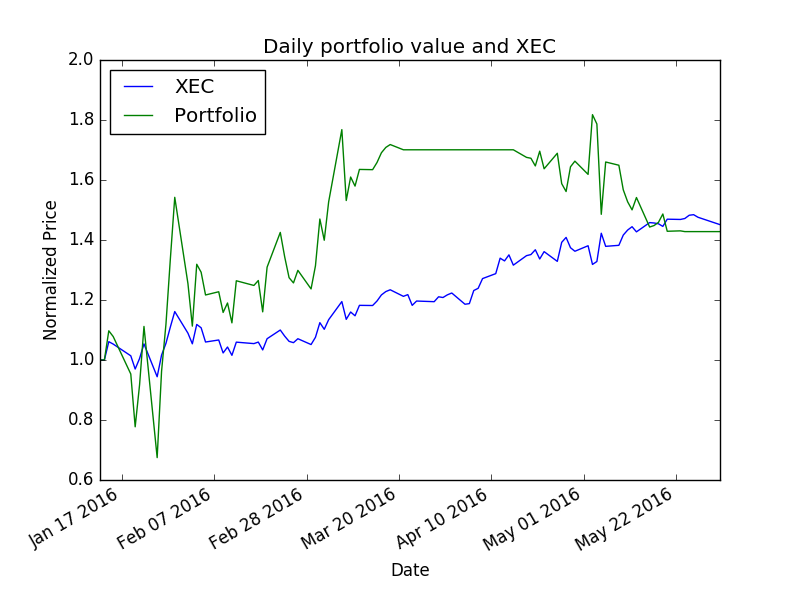 Daily portfolio value and XEC
2.0
1.8
1.6
1.4
1.2
1.0
0.8
0.6
Normalized Price
XEC
Portfolio
Jan 17 2016
Feb 07 2016
Feb 28 2016
Mar 20 2016
Apr 10 2016
May 01 2016
May 22 2016
Date